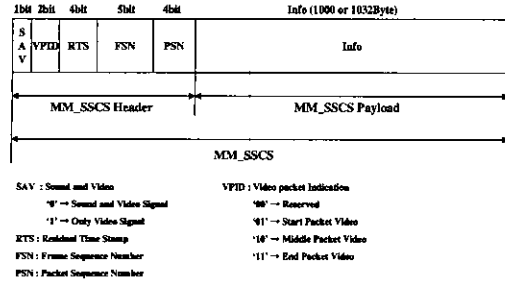 1bit 2bit 4bit 5bit 4bit Info (1000 or 1032Byte)
SAV VPID RTS FSN PSN Info
MM_SSCS Header MM_SSCS Payload
MM_SSCS
SAV : Sound and Video
'0' → Sound and Video Signal
'1' → Only Video Signal
RTS : Residual Time Stamp
FSN : Frame Sequence Number
PSN : Packet Sequence Number
VPID : Video packet Indication
'00' → Reserved
'01' → Start Packet Video
'10' → Middle Packet Video
'11' → End Packet Video